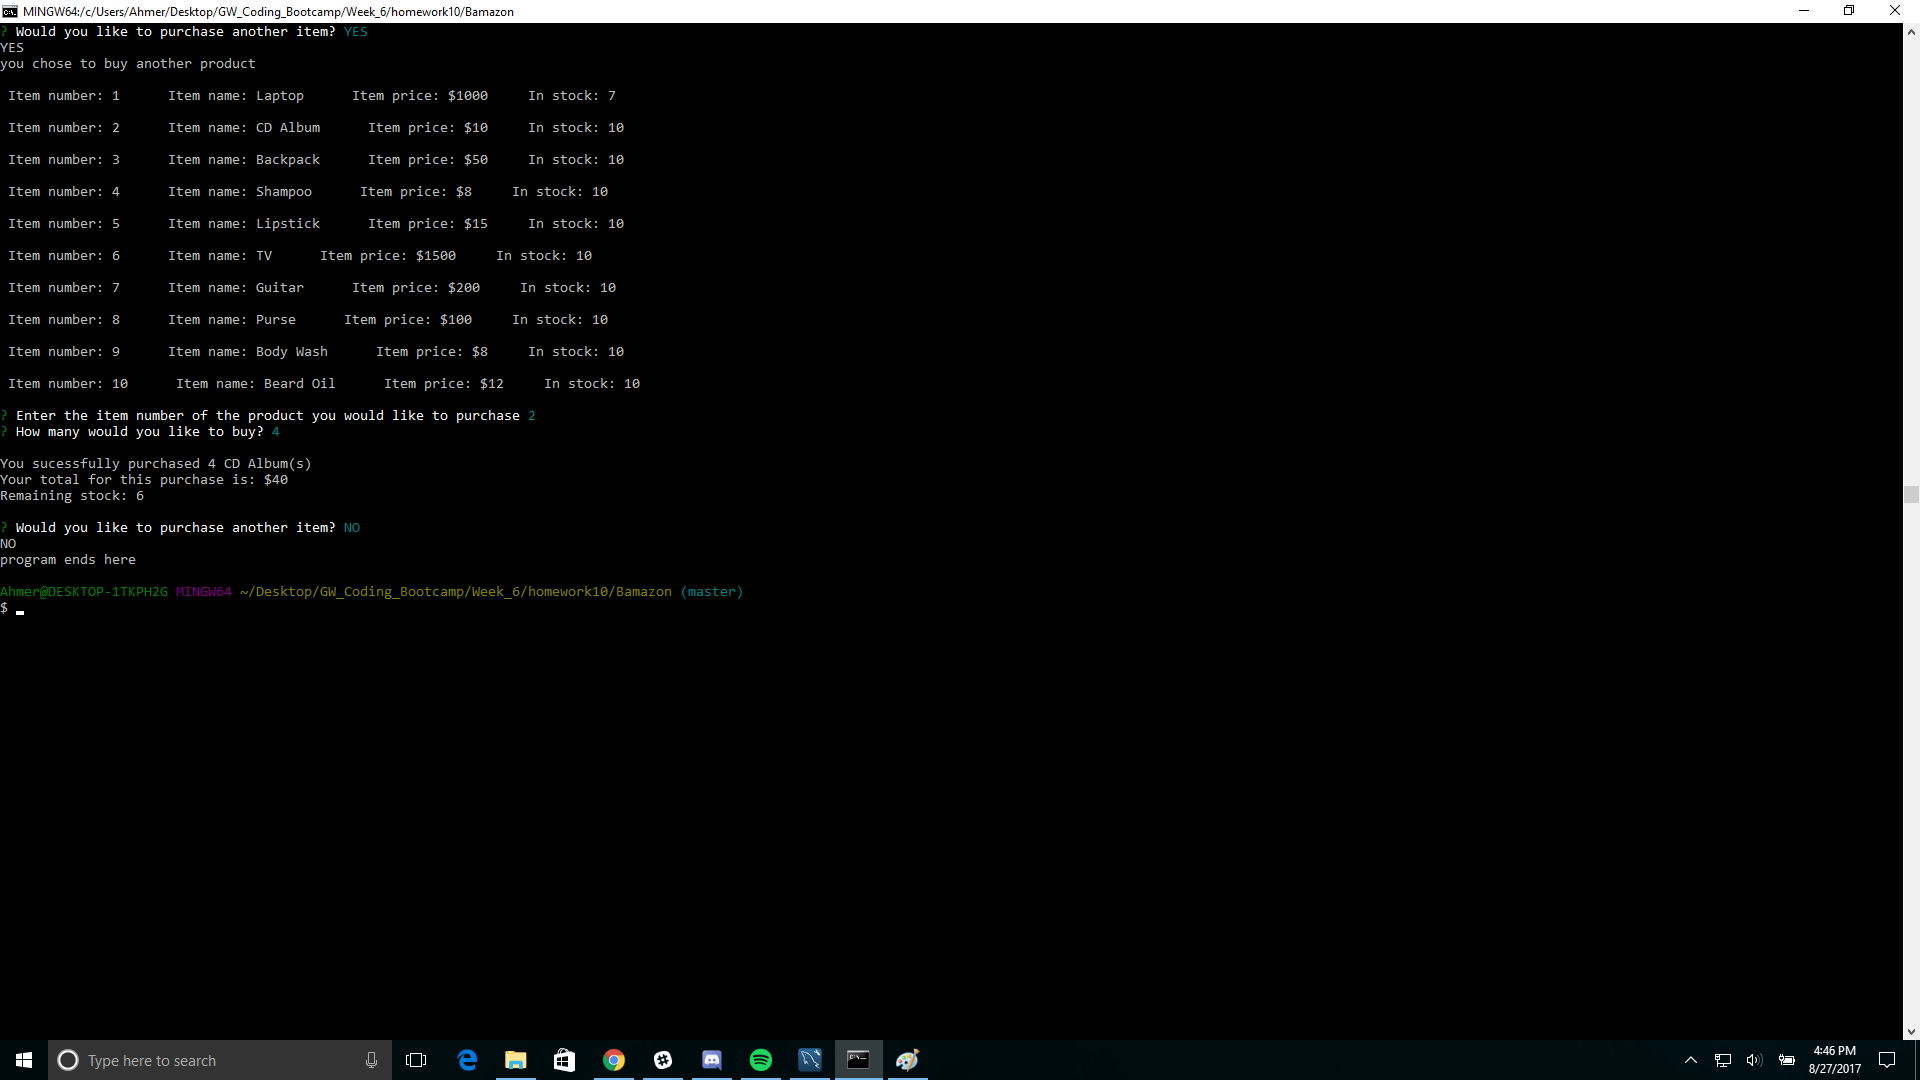 MINGW64:/c/Users/Ahmer/Desktop/GW_Coding_Bootcamp/Week_6/homework10/Bamazon
? Would you like to purchase another item? YES
YES
you chose to buy another product
Item number: 1      Item name: Laptop      Item price: $1000     In stock: 7
Item number: 2      Item name: CD Album      Item price: $10     In stock: 10
Item number: 3      Item name: Backpack      Item price: $50     In stock: 10
Item number: 4      Item name: Shampoo      Item price: $8     In stock: 10
Item number: 5      Item name: Lipstick      Item price: $15     In stock: 10
Item number: 6      Item name: TV      Item price: $1500     In stock: 10
Item number: 7      Item name: Guitar      Item price: $200     In stock: 10
Item number: 8      Item name: Purse      Item price: $100     In stock: 10
Item number: 9      Item name: Body Wash      Item price: $8     In stock: 10
Item number: 10      Item name: Beard Oil      Item price: $12     In stock: 10
? Enter the item number of the product you would like to purchase 2
? How many would you like to buy? 4
You sucessfully purchased 4 CD Album(s)
Your total for this purchase is: $40
Remaining stock: 6
? Would you like to purchase another item? NO
NO
program ends here
Ahmer@DESKTOP-1TKPH2G MINGW64 ~/Desktop/GW_Coding_Bootcamp/Week_6/homework10/Bamazon (master)
$
Type here to search
4:46 PM
8/27/2017